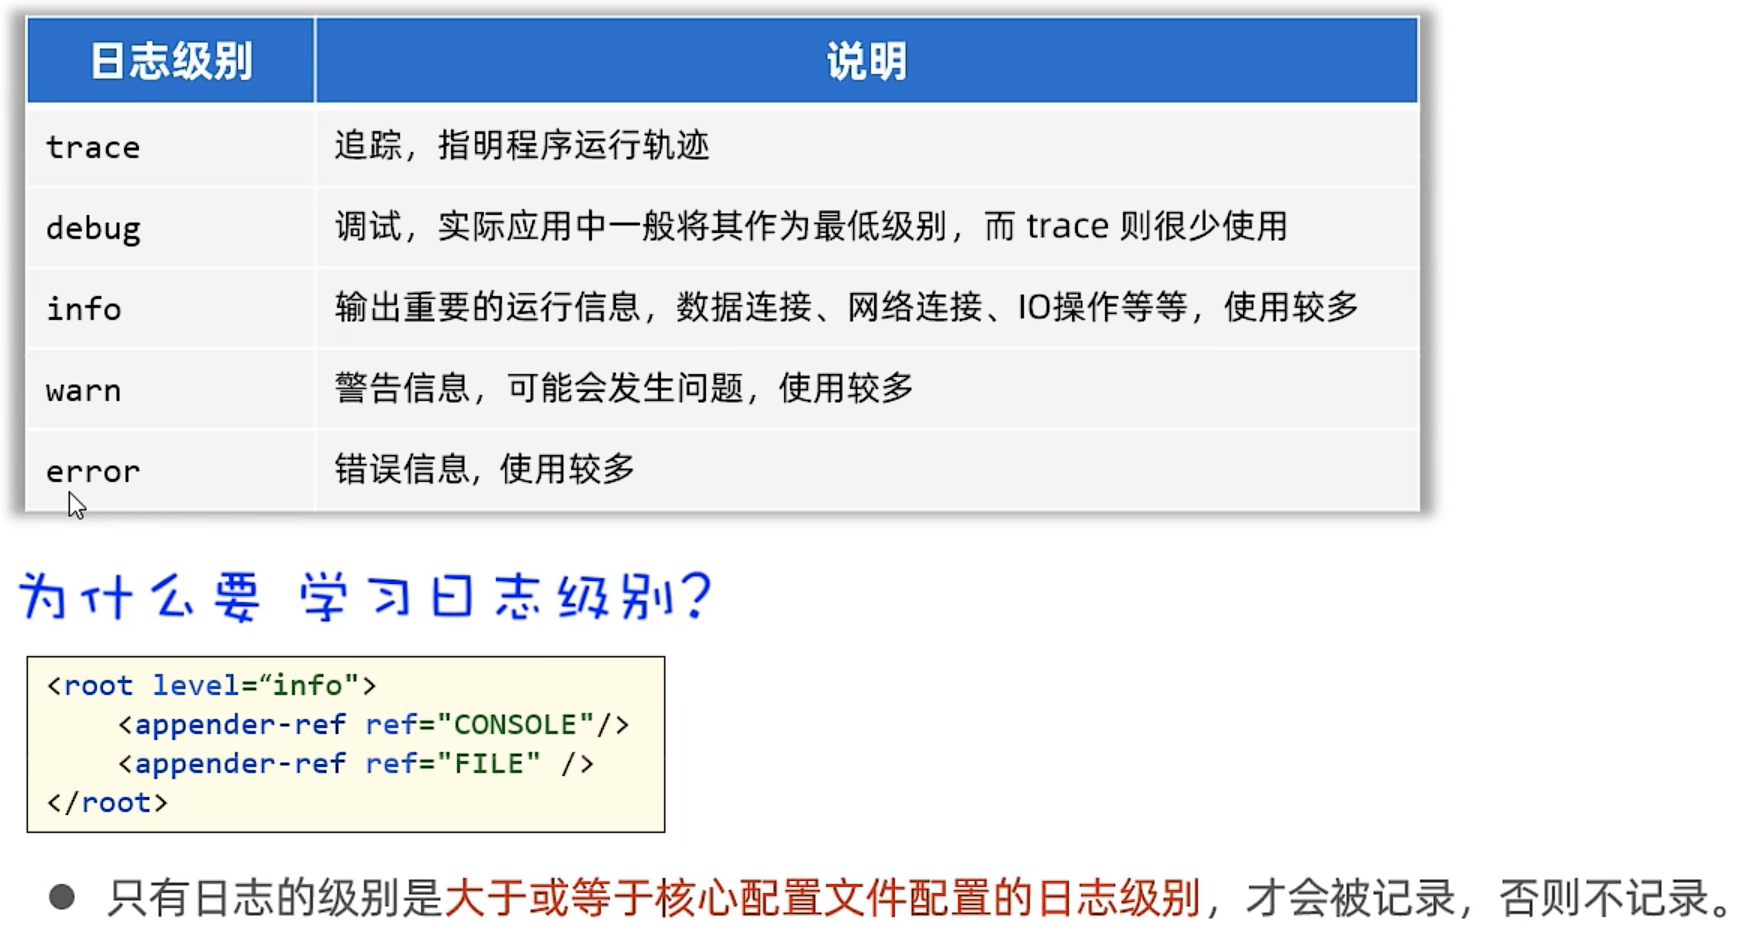 日志级别 说明
trace 追踪，指明程序运行轨迹
debug 调试，实际应用中一般将其作为最低级别，而 trace 则很少使用
info 输出重要的运行信息，数据连接、网络连接、IO操作等等，使用较多
warn 警告信息，可能会发生问题，使用较多
error 错误信息, 使用较多
为什么要 学习日志级别?
<root level=“info">
    <appender-ref ref="CONSOLE"/>
    <appender-ref ref="FILE" />
</root>
● 只有日志的级别是大于或等于核心配置文件配置的日志级别，才会被记录，否则不记录。